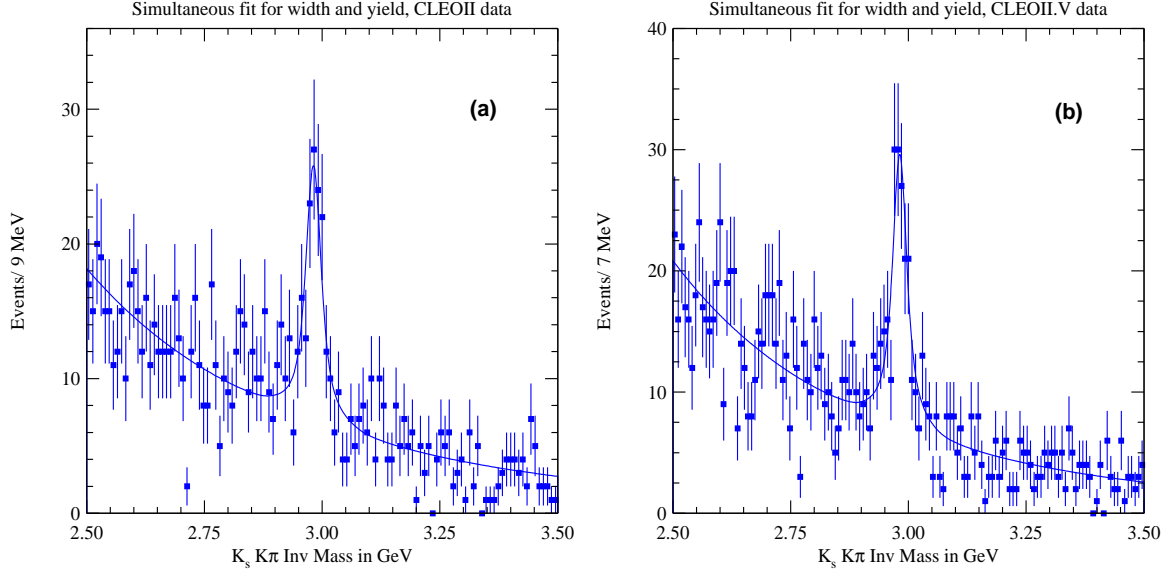 Simultaneous fit for width and yield, CLEOII data
(a)
Events/ 9 MeV
30
20
10
0
2.50 2.75 3.00 3.25 3.50
K_s Kπ Inv Mass in GeV
Simultaneous fit for width and yield, CLEOII.V data
(b)
Events/ 7 MeV
40
30
20
10
0
2.50 2.75 3.00 3.25 3.50
K_s Kπ Inv Mass in GeV